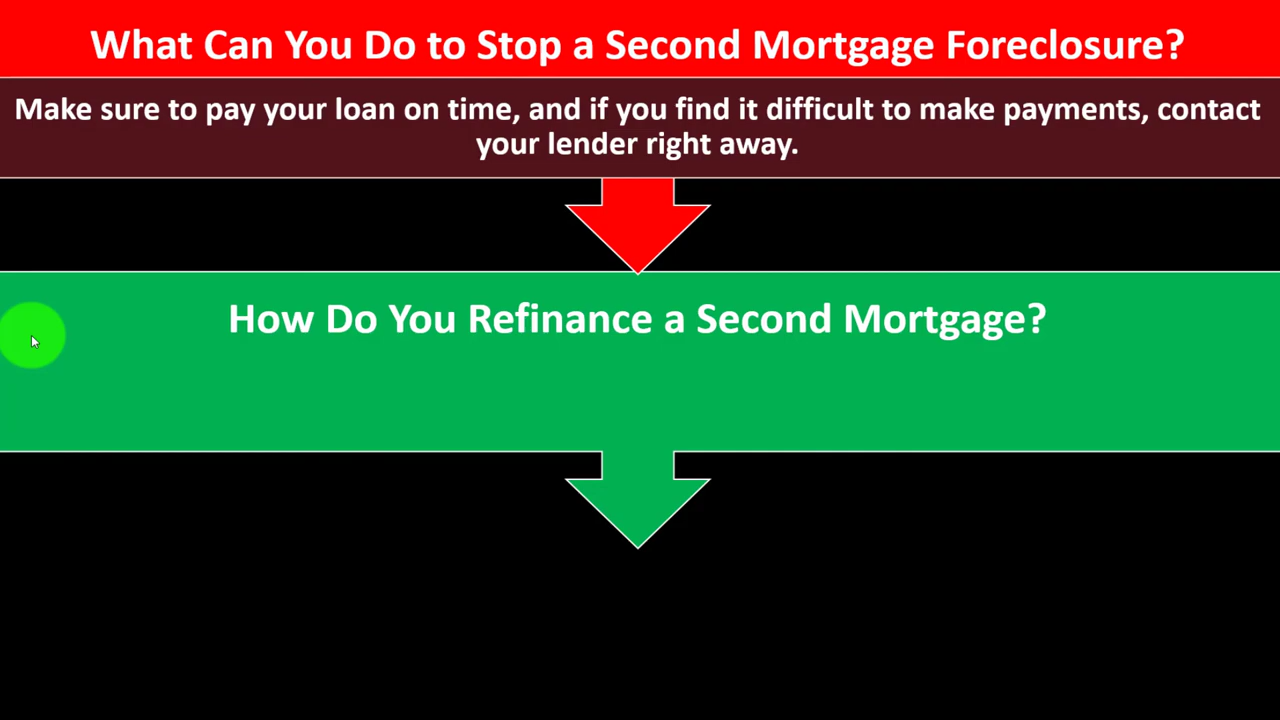 What Can You Do to Stop a Second Mortgage Foreclosure?
Make sure to pay your loan on time, and if you find it difficult to make payments, contact
your lender right away.
How Do You Refinance a Second Mortgage?